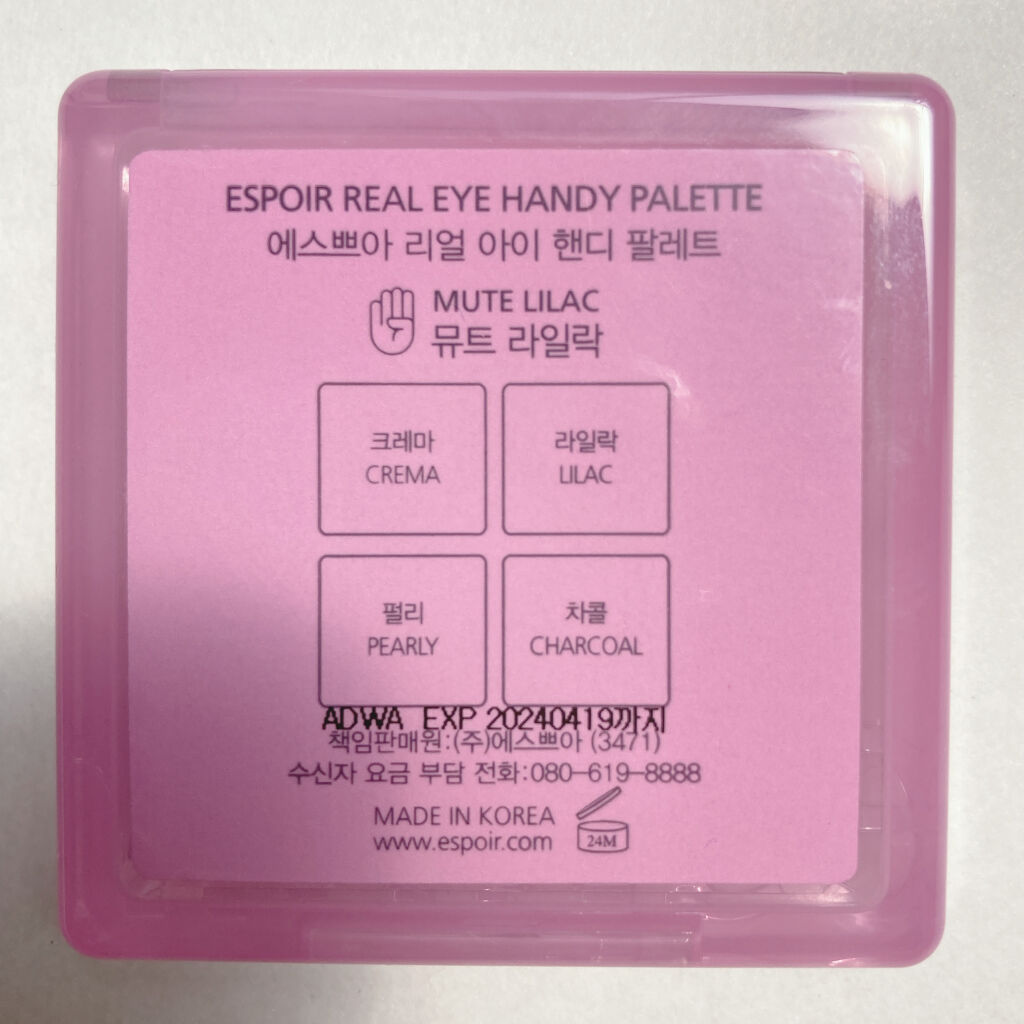 ESPOIR REAL EYE HANDY PALETTE
에스쁘아 리얼 아이 핸디 팔레트
MUTE LILAC
뮤트 라일락
크레마
CREMA
라일락
LILAC
펄리
PEARLY
차콜
CHARCOAL
ADWA EXP 20240419까지
책임판매원:(주)에스쁘아 (3471)
수신자 요금 부담 전화:080-619-8888
MADE IN KOREA
www.espoir.com
24M